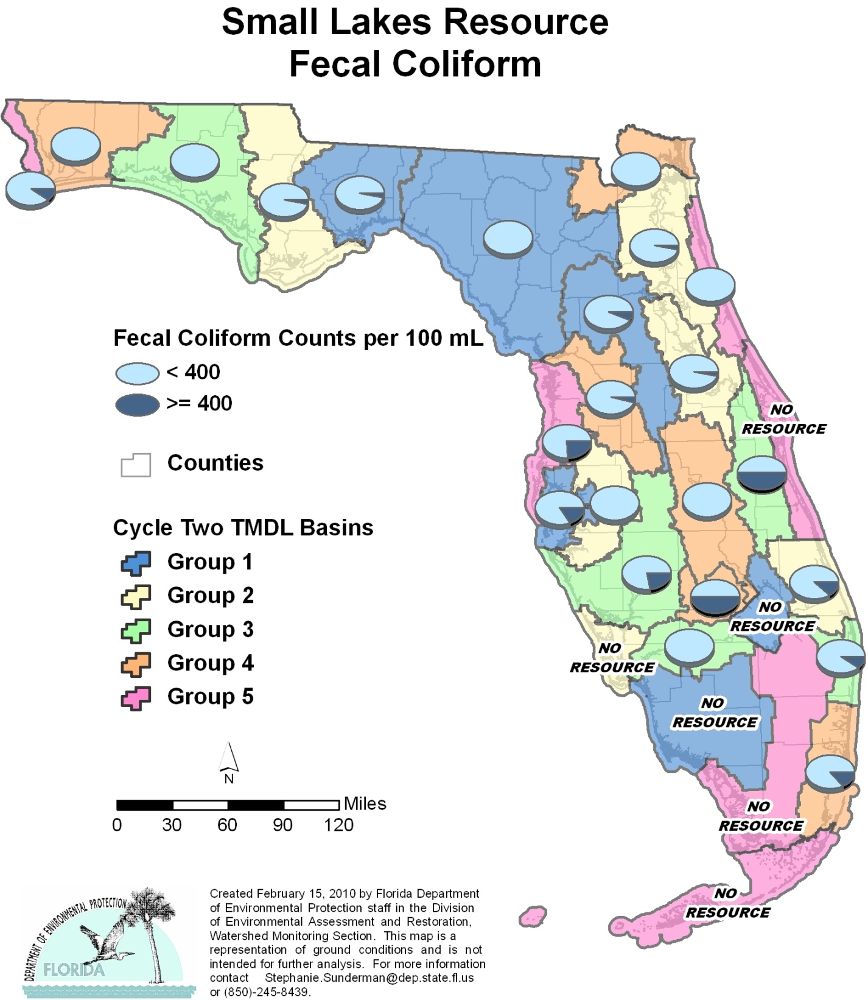 Small Lakes Resource
Fecal Coliform
Fecal Coliform Counts per 100 mL
< 400
>= 400
Counties
Cycle Two TMDL Basins
Group 1
Group 2
Group 3
Group 4
Group 5
NO
RESOURCE
NO
RESOURCE
NO
RESOURCE
NO
RESOURCE
NO
RESOURCE
NO
RESOURCE
N
Miles
0 30 60 90 120
DEPARTMENT OF ENVIRONMENTAL PROTECTION
FLORIDA
Created February 15, 2010 by Florida Department
of Environmental Protection staff in the Division
of Environmental Assessment and Restoration,
Watershed Monitoring Section. This map is a
representation of ground conditions and is not
intended for further analysis. For more information
contact Stephanie.Sunderman@dep.state.fl.us
or (850)-245-8439.